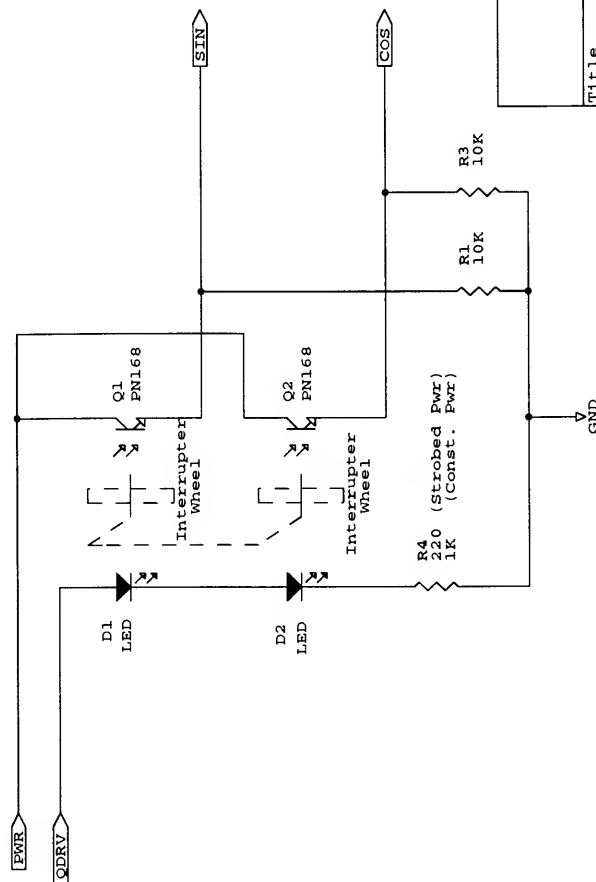 PWR
QDRV
SIN
COS
Q1
PN168
Q2
PN168
Interrupter
Wheel
Interrupter
Wheel
D1
LED
D2
LED
R4
220 (Strobed Pwr)
1K (Const. Pwr)
R1
10K
R3
10K
GND
Title